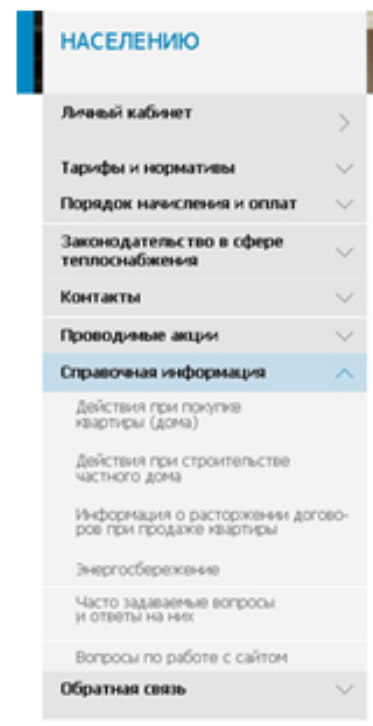 НАСЕЛЕНИЮ
Личный кабинет
Тарифы и нормативы
Порядок начисления и оплат
Законодательство в сфере
теплоснабжения
Контакты
Проводимые акции
Справочная информация
Действия при покупке
квартиры (дома)
Действия при строительстве
частного дома
Информация о расторжении догово-
ров при продаже квартиры
Энергосбережение
Часто задаваемые вопросы
и ответы на них
Вопросы по работе с сайтом
Обратная связь